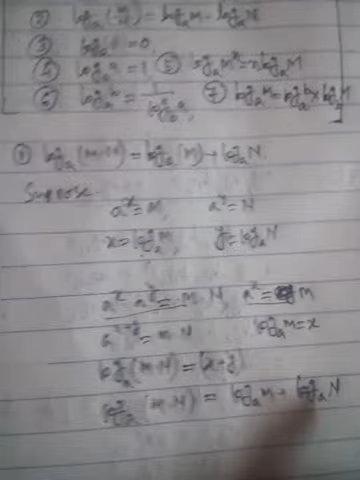 ② logₐ(M/N) = logₐM - logₐN
③ logₐ1 = 0,
④ logₐa = 1, ⑤ logₐMⁿ = n logₐM
⑥ logₐb = 1/log_b a, ⑦ logₐM = logₐb × log_b M
① logₐ(M·N) = logₐ(M) + logₐN.
Suppose
aˣ = M, aʸ = N
x = logₐM, y = logₐN
aˣ · aʸ = M · N, aˣ = M
aˣ⁺ʸ = M·N logₐM = x
logₐ(M·N) = (x+y)
logₐ(M·N) = logₐM + logₐN